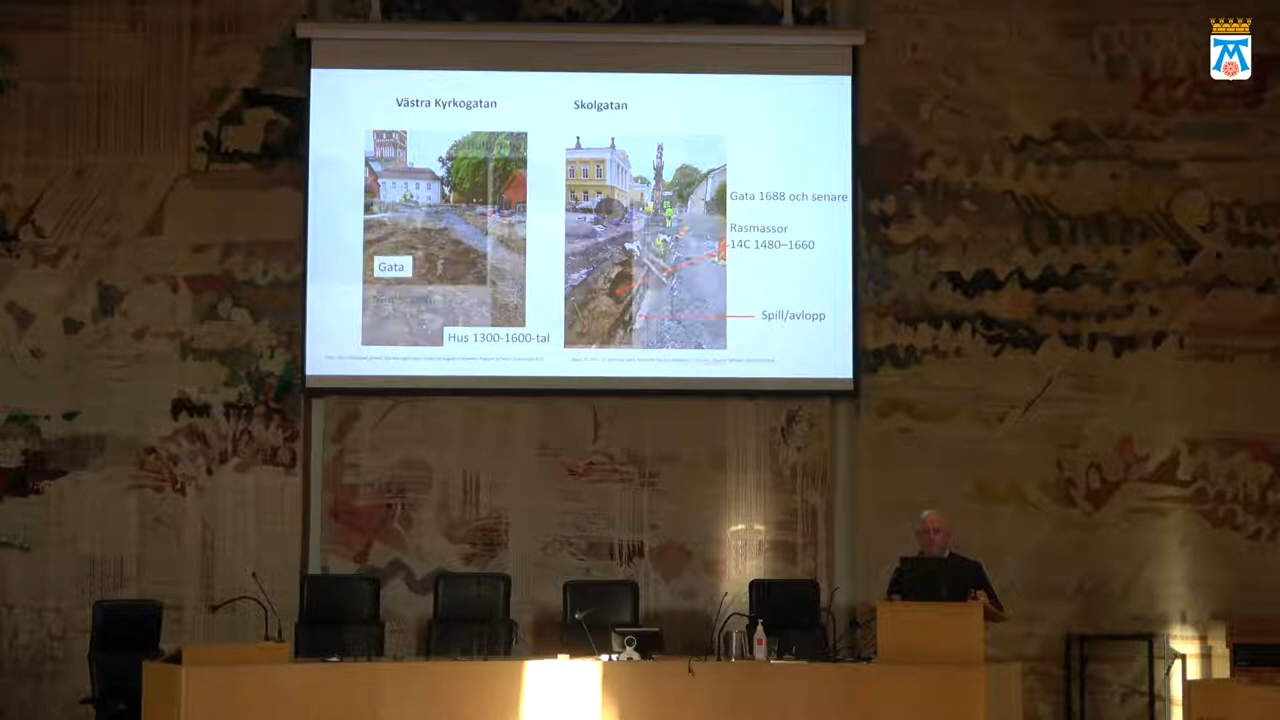 Västra Kyrkogatan
Skolgatan
Gata 1688 och senare
Rasmassor
14C 1480–1660
Gata
Spill/avlopp
Hus 1300-1600-tal